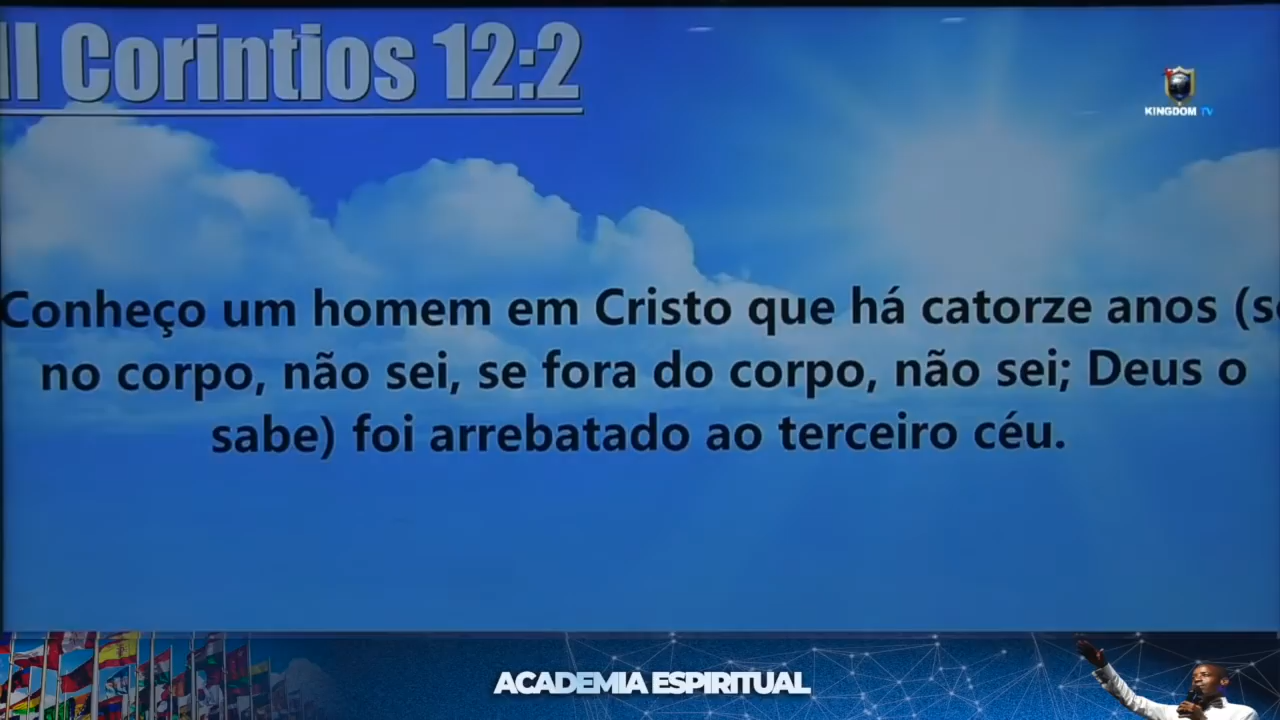 II Corintios 12:2
KINGDOM TV
Conheço um homem em Cristo que há catorze anos (se
no corpo, não sei, se fora do corpo, não sei; Deus o
sabe) foi arrebatado ao terceiro céu.
ACADEMIA ESPIRITUAL